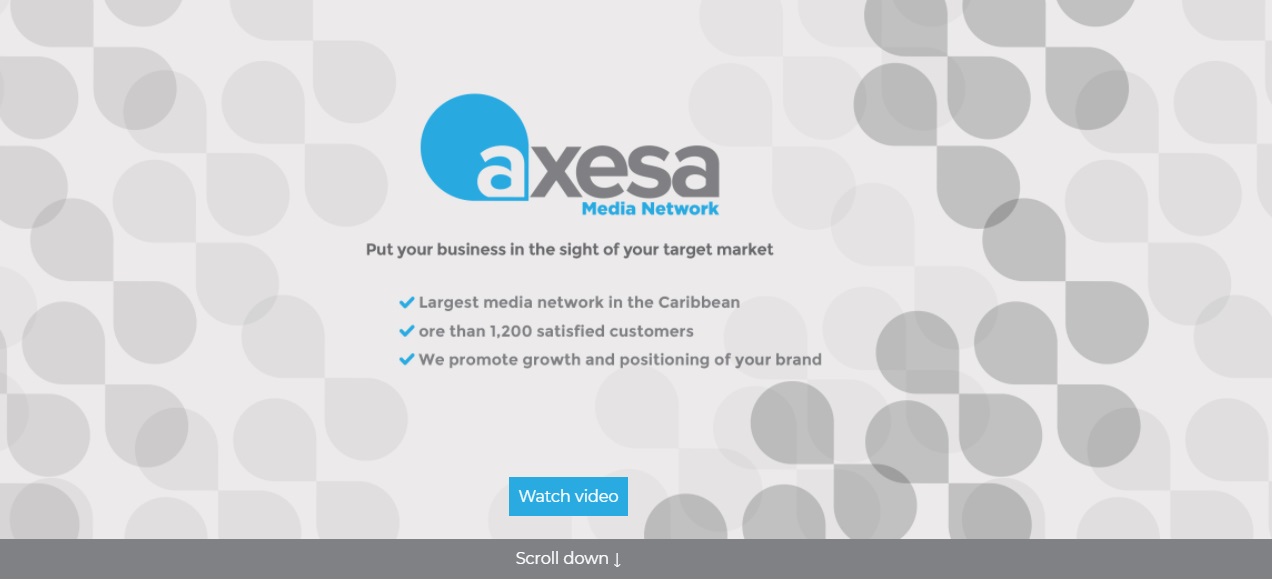 axesa
Media Network
Put your business in the sight of your target market
Largest media network in the Caribbean
ore than 1,200 satisfied customers
We promote growth and positioning of your brand
Watch video
Scroll down ↓